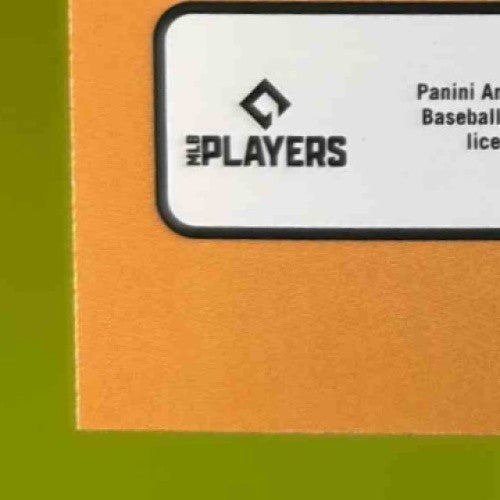 MLB PLAYERS
Panini Ar
Baseball
lice